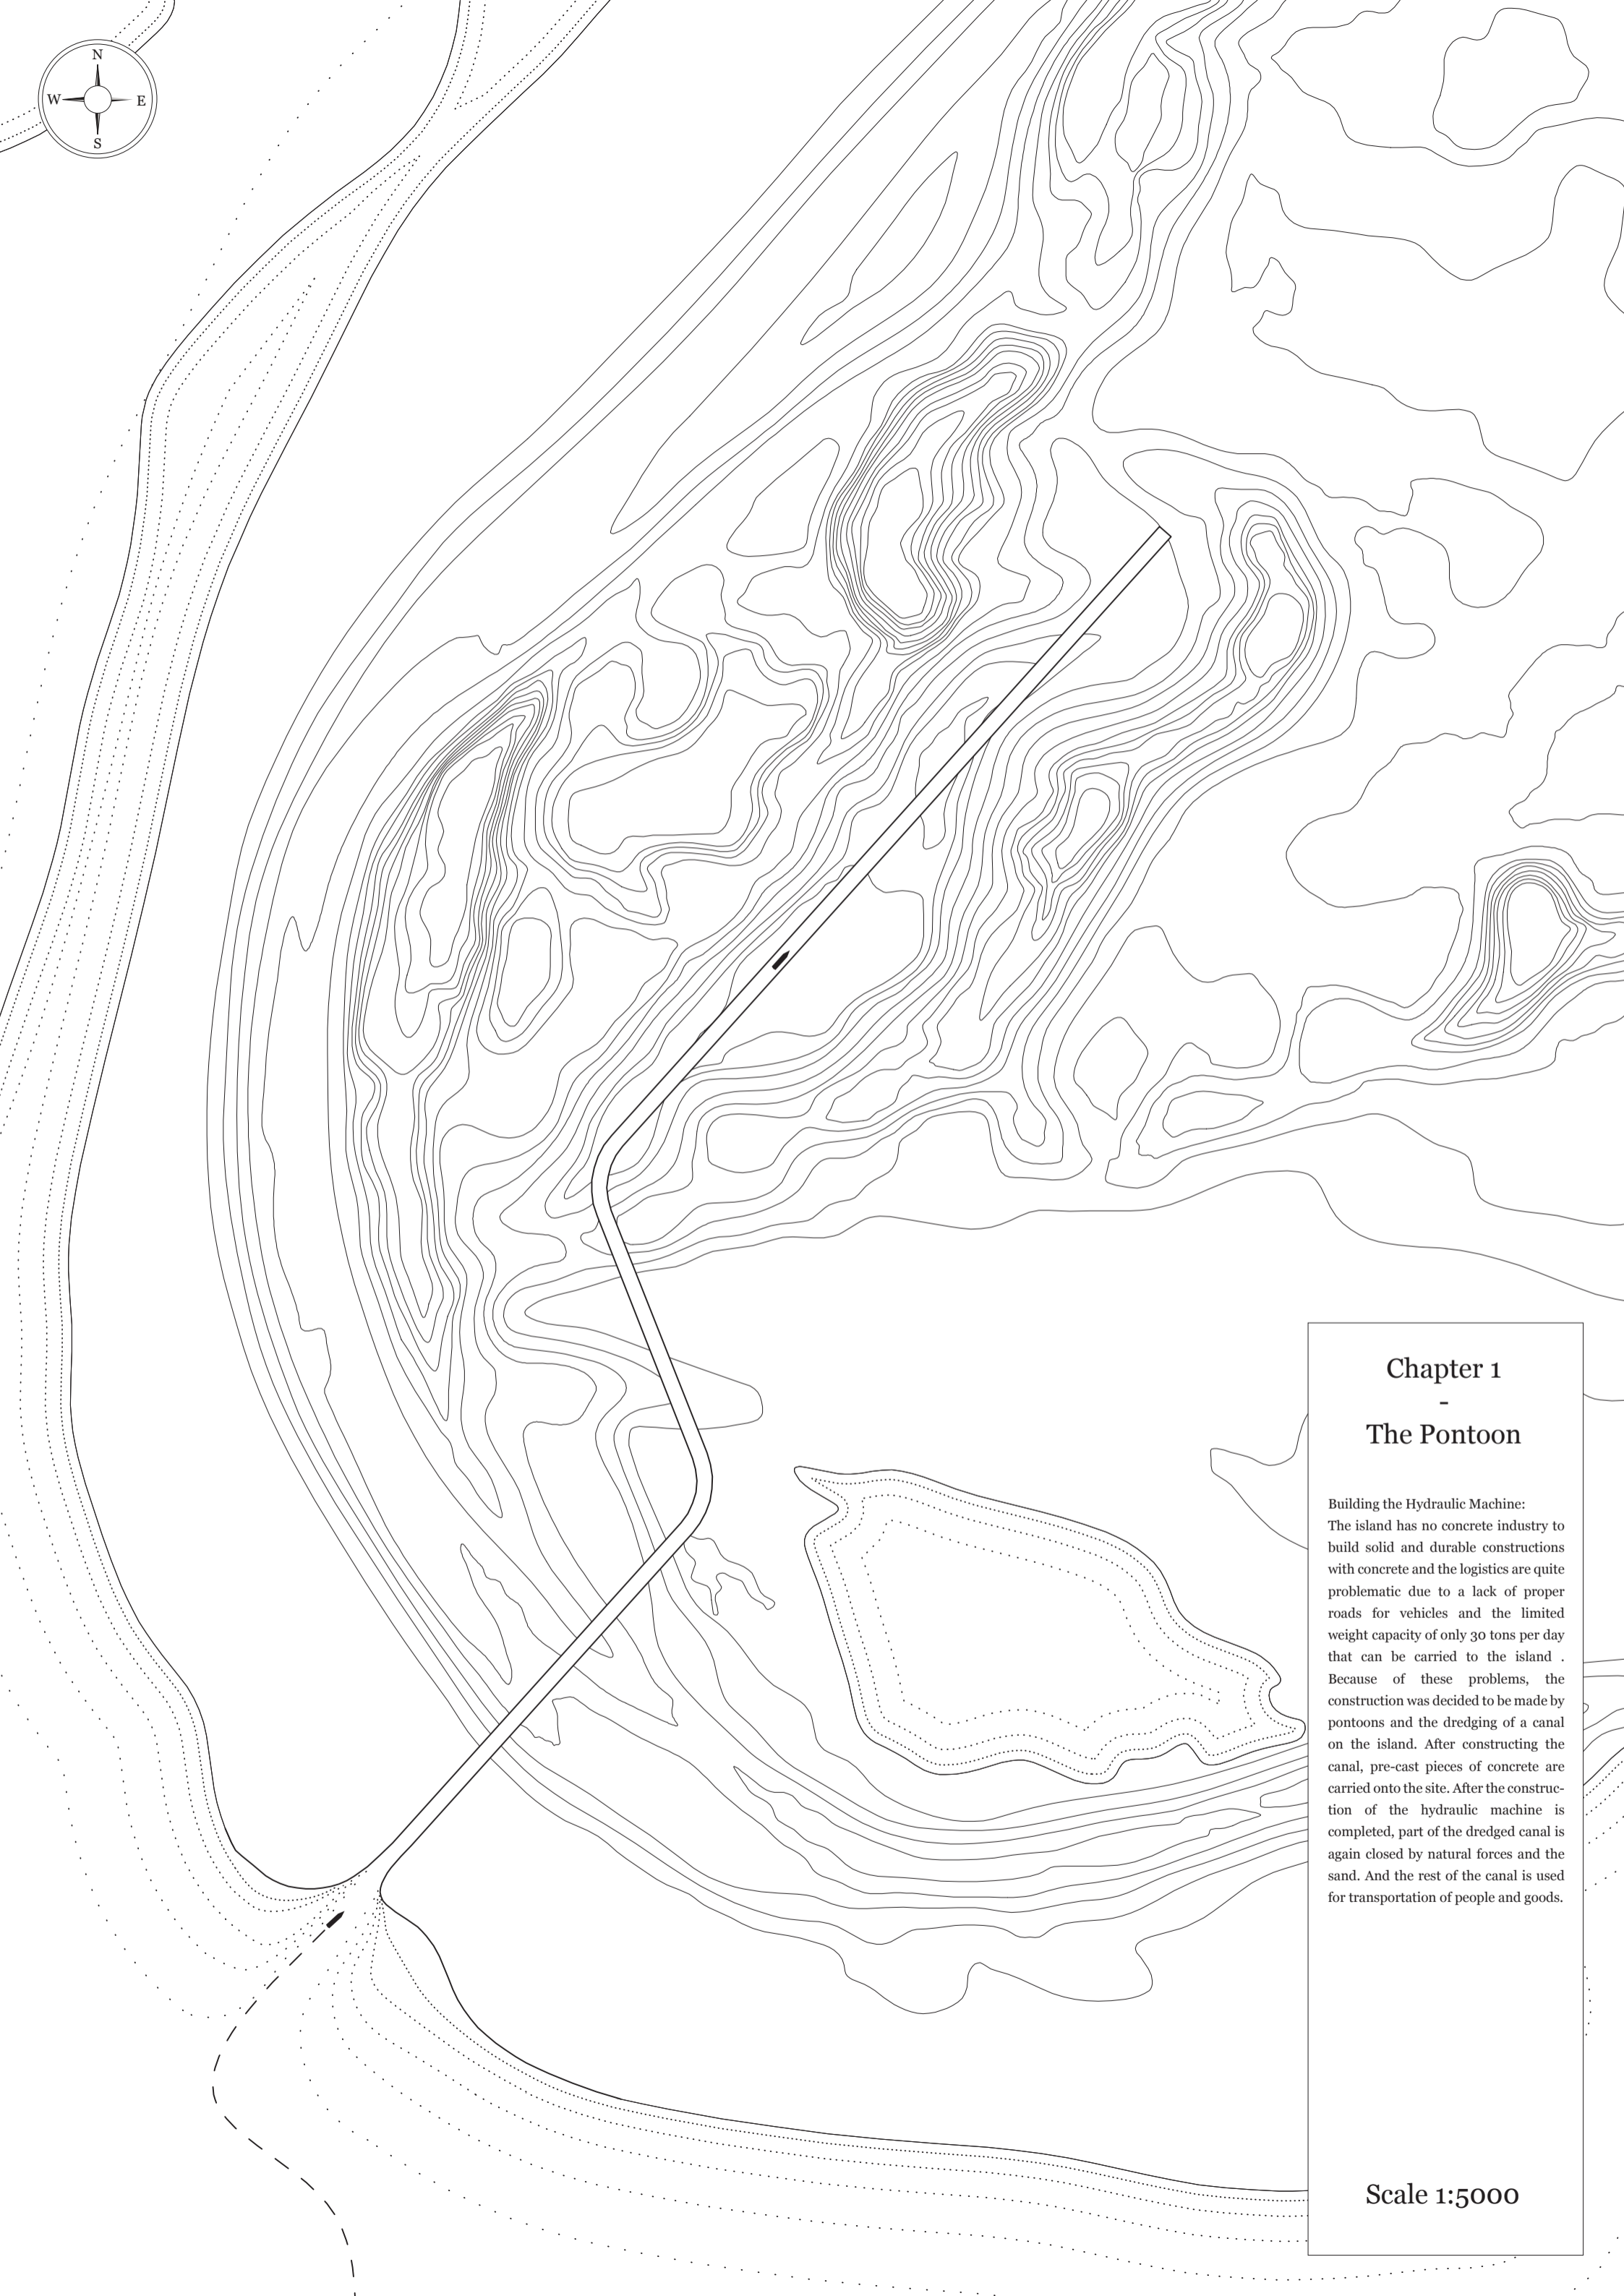 N
W E
S
Chapter 1
-
The Pontoon
Building the Hydraulic Machine:
The island has no concrete industry to
build solid and durable constructions
with concrete and the logistics are quite
problematic due to a lack of proper
roads for vehicles and the limited
weight capacity of only 30 tons per day
that can be carried to the island .
Because of these problems, the
construction was decided to be made by
pontoons and the dredging of a canal
on the island. After constructing the
canal, pre-cast pieces of concrete are
carried onto the site. After the construc-
tion of the hydraulic machine is
completed, part of the dredged canal is
again closed by natural forces and the
sand. And the rest of the canal is used
for transportation of people and goods.
Scale 1:5000